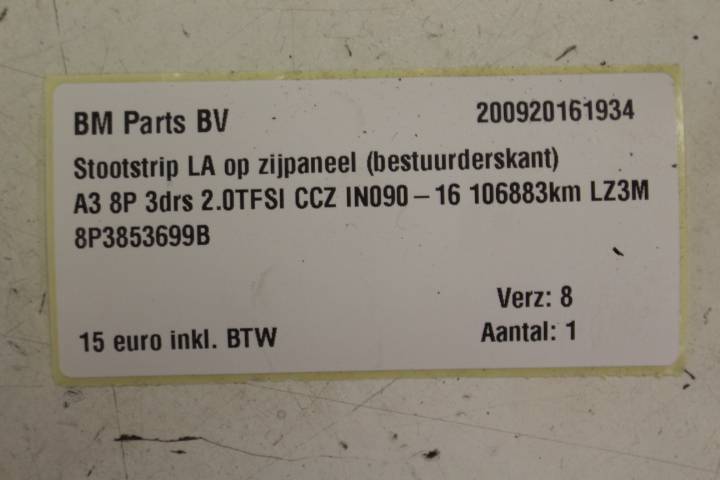 BM Parts BV 200920161934
Stootstrip LA op zijpaneel (bestuurderskant)
A3 8P 3drs 2.0TFSI CCZ IN090 – 16 106883km LZ3M
8P3853699B
Verz: 8
15 euro inkl. BTW Aantal: 1